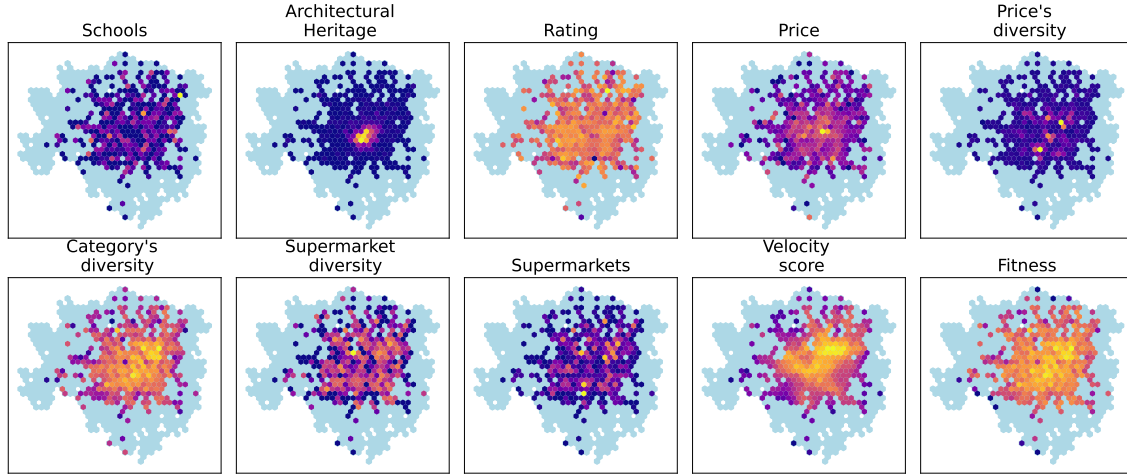 Schools
Architectural
Heritage
Rating
Price
Price's
diversity
Category's
diversity
Supermarket
diversity
Supermarkets
Velocity
score
Fitness